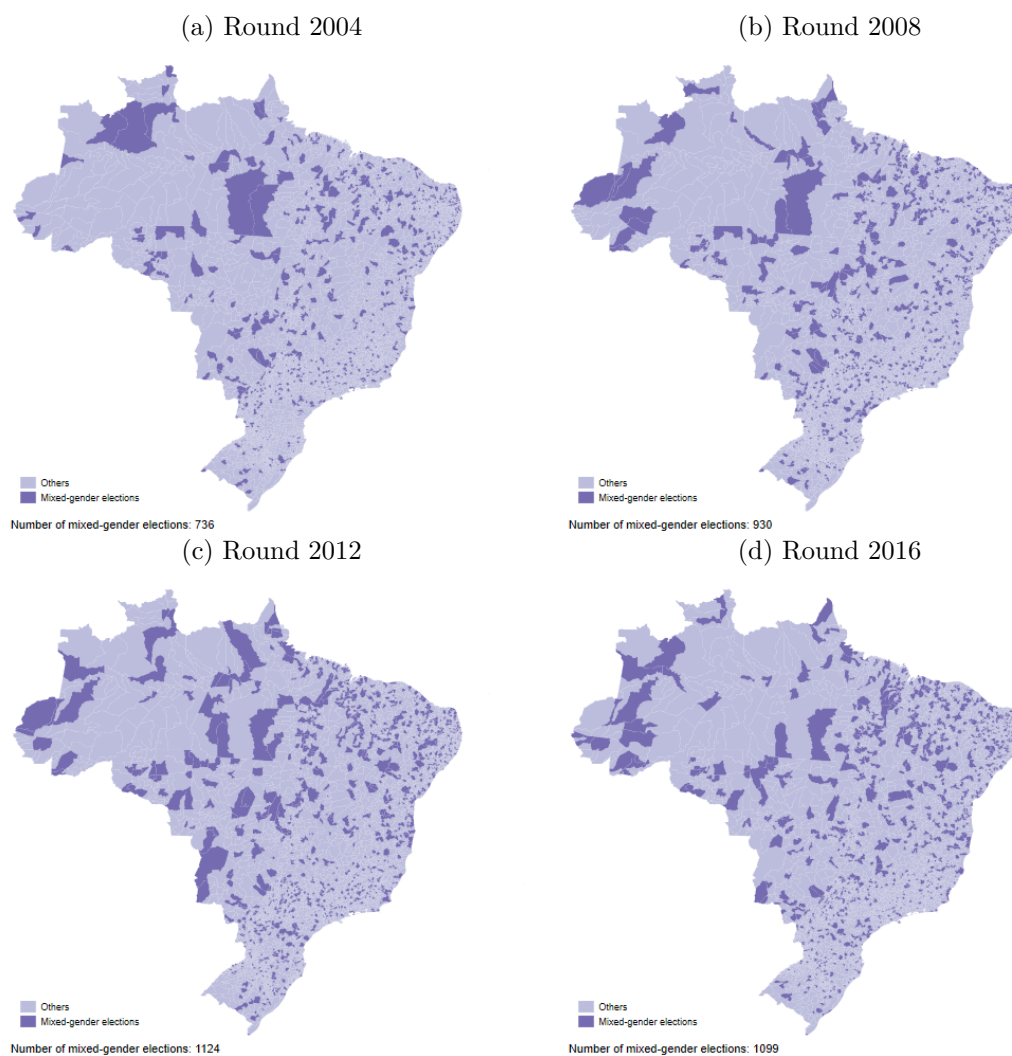 (a) Round 2004
(b) Round 2008
Others
Mixed-gender elections
Number of mixed-gender elections: 736
Others
Mixed-gender elections
Number of mixed-gender elections: 930
(c) Round 2012
(d) Round 2016
Others
Mixed-gender elections
Number of mixed-gender elections: 1124
Others
Mixed-gender elections
Number of mixed-gender elections: 1099